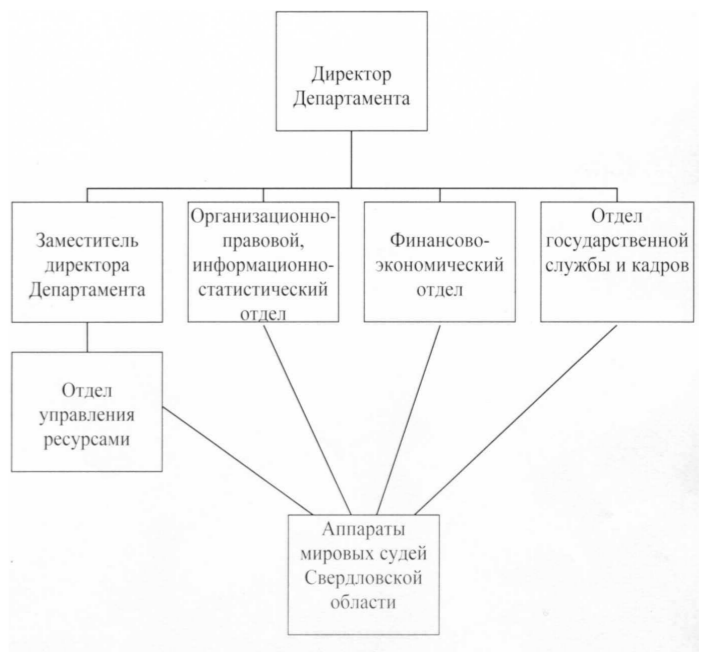 Директор
Департамента
Заместитель
директора
Департамента
Организационно-
правовой,
информационно-
статистический
отдел
Финансово-
экономический
отдел
Отдел
государственной
службы и кадров
Отдел
управления
ресурсами
Аппараты
мировых судей
Свердловской
области